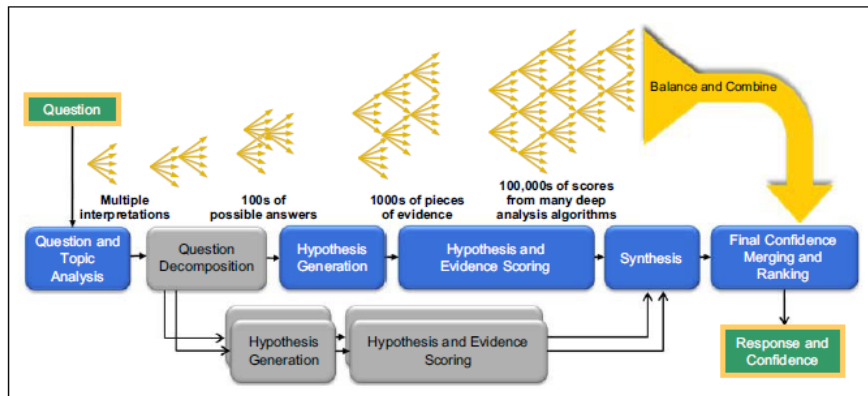 Question
Balance and Combine
Multiple
interpretations
100s of
possible answers
1000s of pieces
of evidence
100,000s of scores
from many deep
analysis algorithms
Question and
Topic
Analysis
Question
Decomposition
Hypothesis
Generation
Hypothesis and
Evidence Scoring
Synthesis
Final Confidence
Merging and
Ranking
Hypothesis
Generation
Hypothesis and Evidence
Scoring
Response and
Confidence